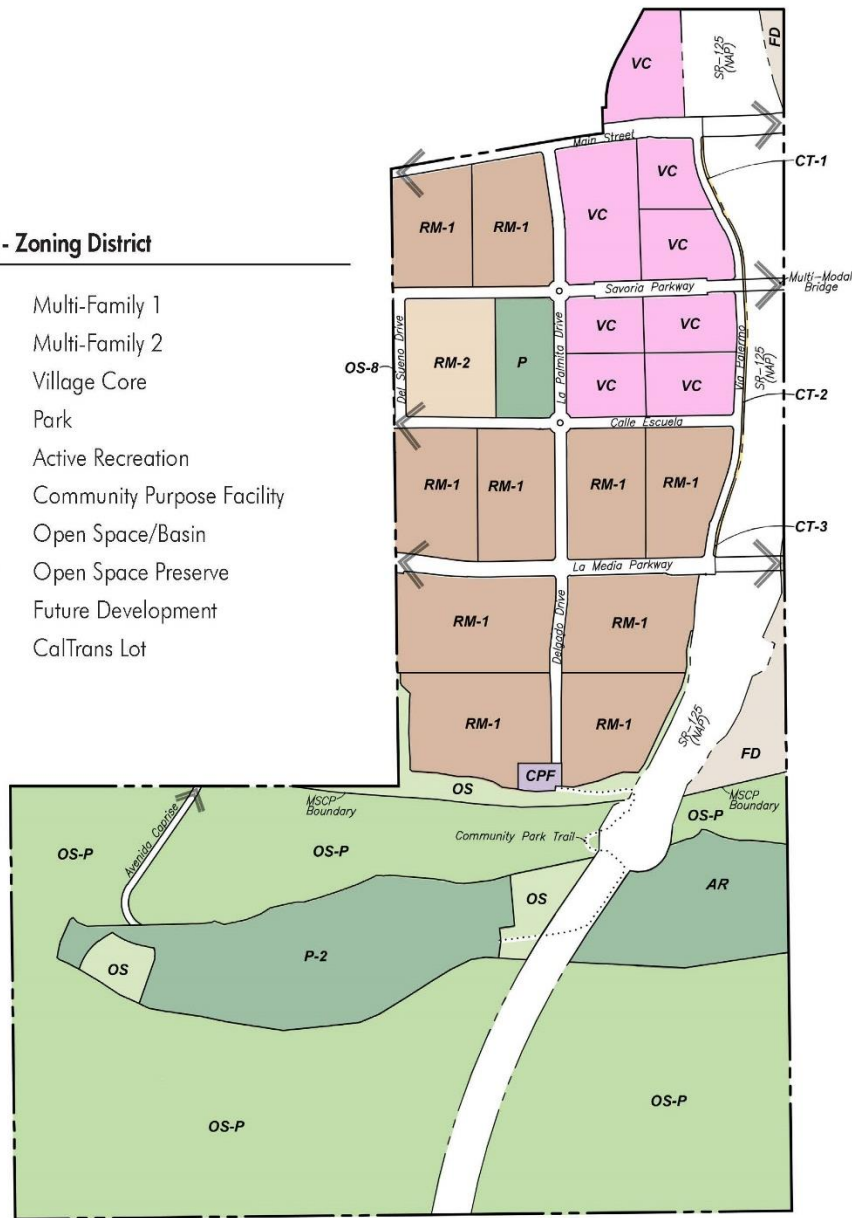 VC
SR-125
(NAP)
FD
Main Street
CT-1
- Zoning District
RM-1
RM-1
VC
VC
VC
Multi-Family 1
Multi-Family 2
Village Core
Park
Active Recreation
Community Purpose Facility
Open Space/Basin
Open Space Preserve
Future Development
CalTrans Lot
Savoria Parkway
Multi-Modal
Bridge
Del Sueno Drive
OS-8
RM-2
P
La Palmita Drive
VC
VC
VC
VC
Via Palermo
SR-125
(NAP)
CT-2
Calle Escuela
RM-1
RM-1
RM-1
RM-1
CT-3
La Media Parkway
RM-1
Delgado Drive
RM-1
RM-1
RM-1
SR-125
(NAP)
FD
CPF
OS
MSCP
Boundary
MSCP
Boundary
Avenida Caprise
OS-P
OS-P
Community Park Trail
OS-P
AR
OS
P-2
OS
OS-P
OS-P